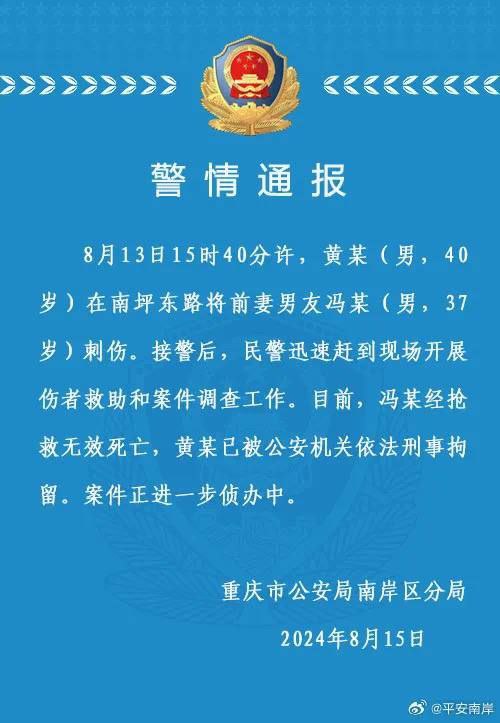 警情通报
8月13日15时40分许，黄某（男，40
岁）在南坪东路将前妻男友冯某（男，37
岁）刺伤。接警后，民警迅速赶到现场开展
伤者救助和案件调查工作。目前，冯某经抢
救无效死亡，黄某已被公安机关依法刑事拘
留。案件正进一步侦办中。
重庆市公安局南岸区分局
2024年8月15日
@平安南岸